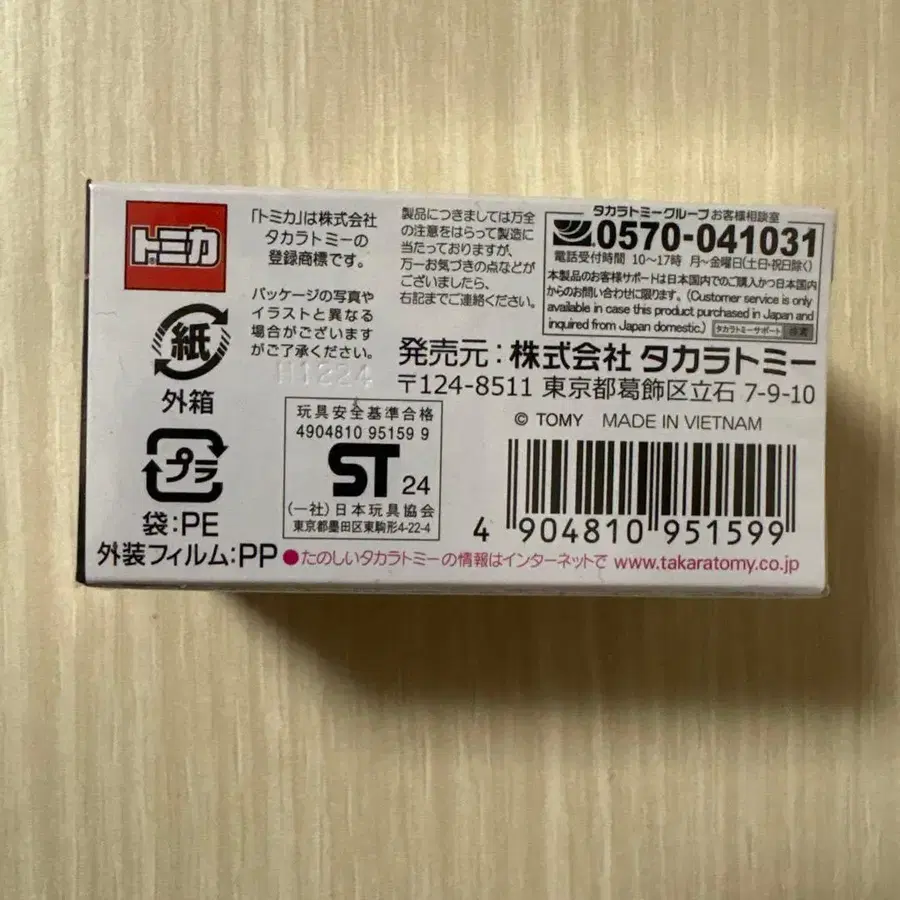 トミカ
「トミカ」は株式会社
タカラトミーの
登録商標です。
パッケージの写真や
イラストと異なる
場合がございます
がご了承ください。
H1224
製品につきましては万全
の注意をはらって製造に
当たっておりますが、
万一お気づきの点などが
ございましたら、
右記までご連絡ください。
タカラトミーグループ お客様相談室
0570-041031
電話受付時間 10〜17時 月〜金曜日(土日・祝日除く)
本製品のお客様サポートは日本国内でのご購入かつ日本国内
からのお問い合わせに限ります。(Customer service is only
available in case this product purchased in Japan and
inquired from Japan domestic.) タカラトミーサポート 検索
発売元:株式会社 タカラトミー
〒124-8511 東京都葛飾区立石 7-9-10
© TOMY MADE IN VIETNAM
紙
外箱
プラ
袋:PE
外装フィルム:PP
玩具安全基準合格
4904810 95159 9
ST 24
(一社)日本玩具協会
東京都墨田区東駒形4-22-4
4 904810 951599
●たのしいタカラトミーの情報はインターネットで www.takaratomy.co.jp